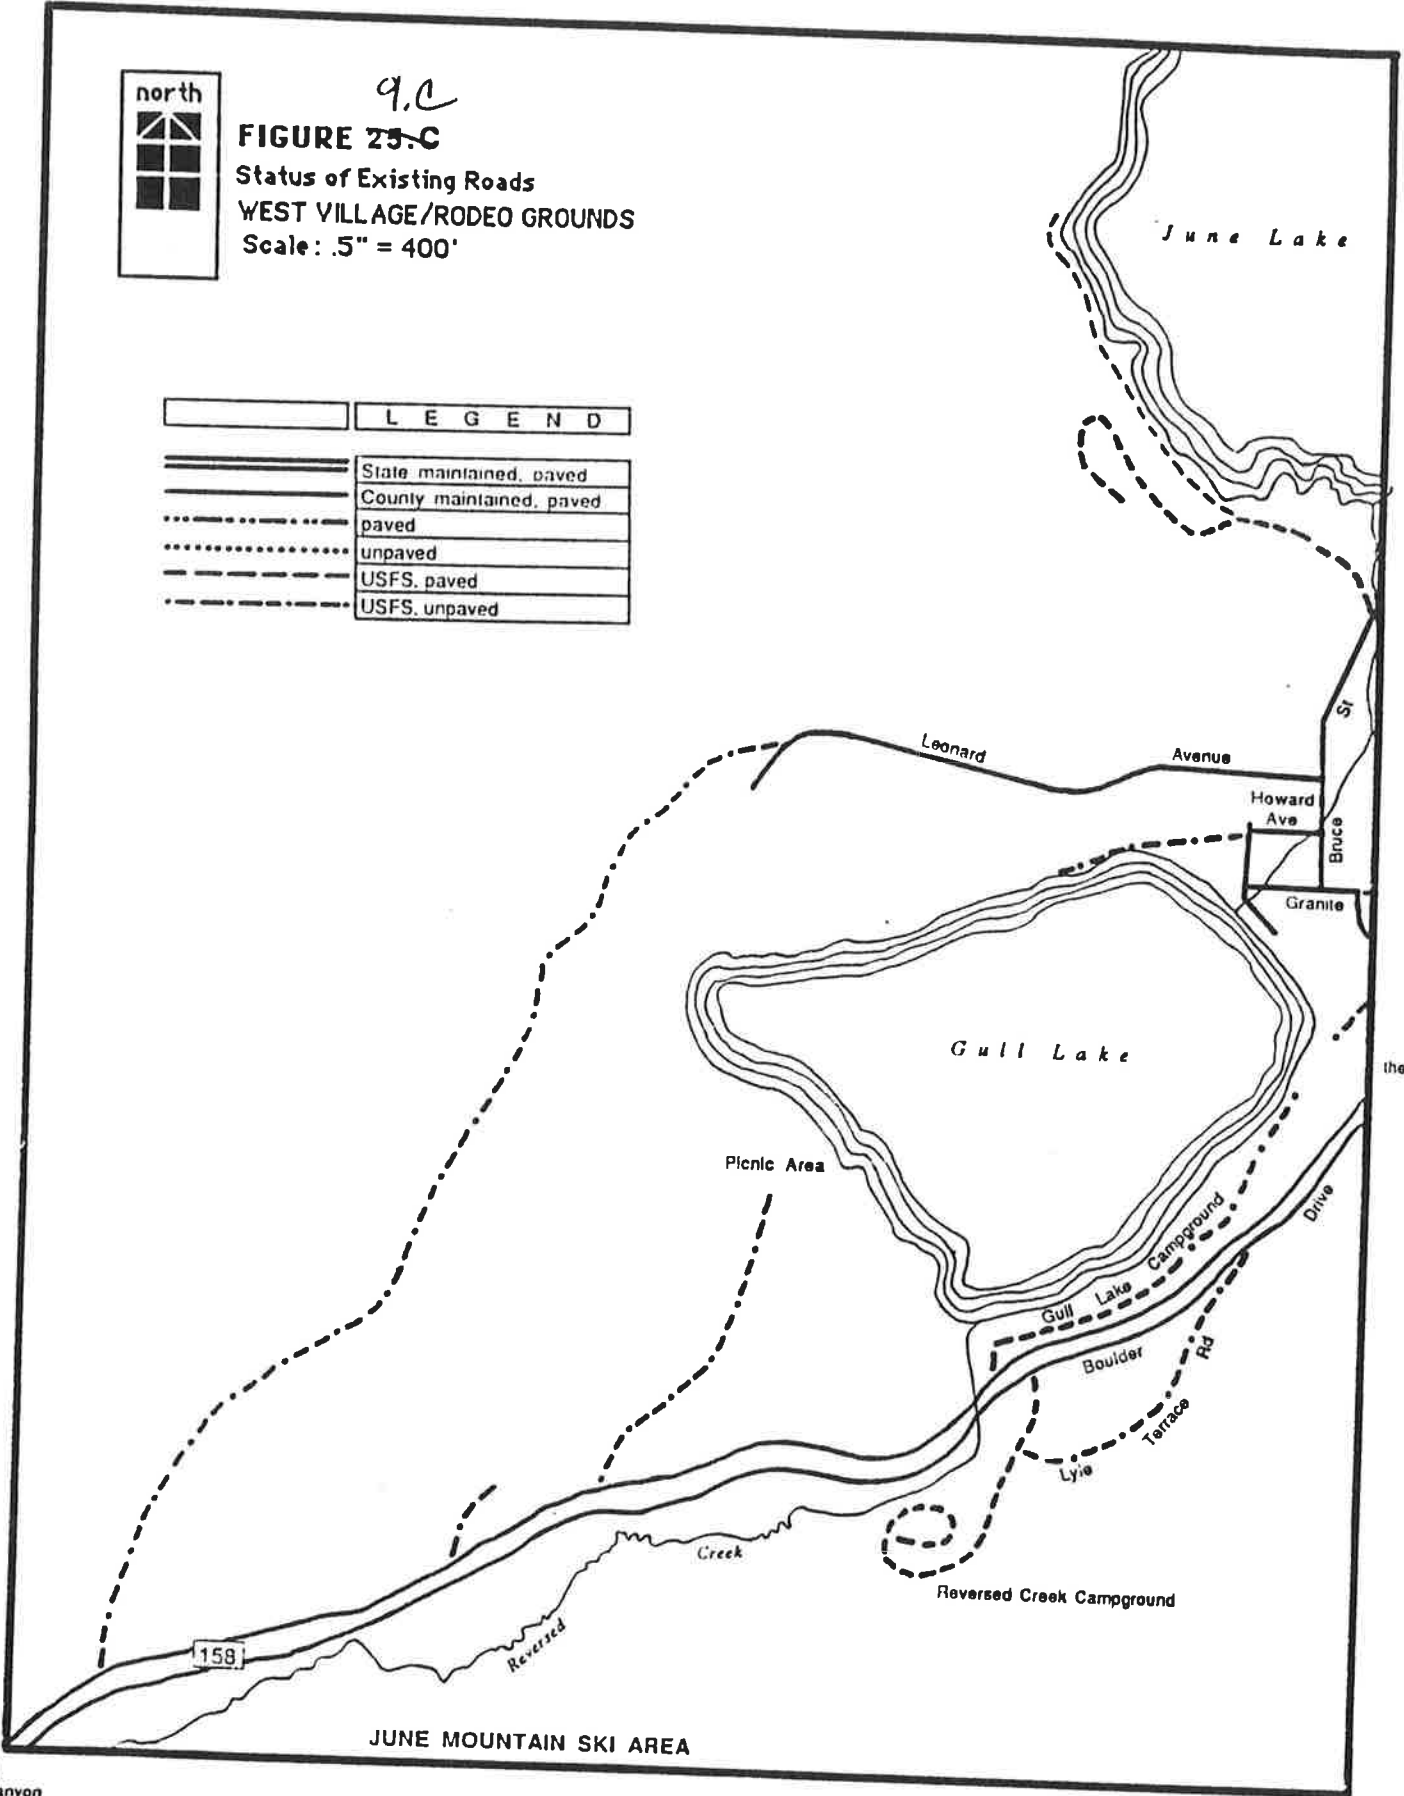 north
9.C
FIGURE 25.C
Status of Existing Roads
WEST VILLAGE/RODEO GROUNDS
Scale: .5" = 400'
June Lake
LEGEND
State maintained, paved
County maintained, paved
paved
unpaved
USFS, paved
USFS, unpaved
St
Leonard
Avenue
Howard
Ave
Bruce
Granite
Gull Lake
the
Picnic Area
Gull Lake Campground
Drive
Boulder
Rd
Terrace
Lyle
Creek
Reversed Creek Campground
158
Reversed
JUNE MOUNTAIN SKI AREA